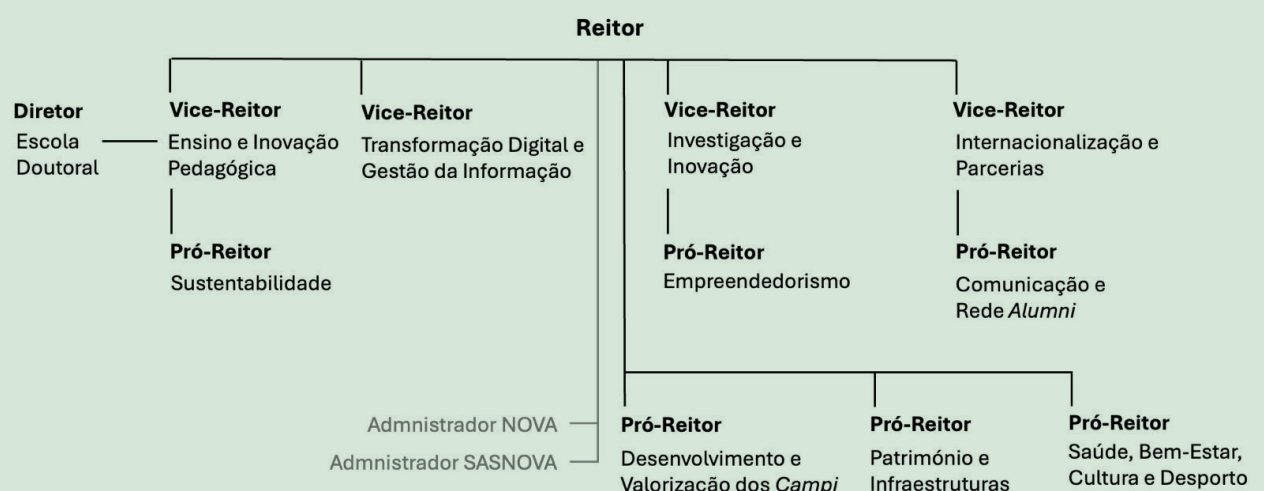 Reitor
Diretor
Escola
Doutoral
Vice-Reitor
Ensino e Inovação
Pedagógica
Vice-Reitor
Transformação Digital e
Gestão da Informação
Vice-Reitor
Investigação e
Inovação
Vice-Reitor
Internacionalização e
Parcerias
Pró-Reitor
Sustentabilidade
Pró-Reitor
Empreendedorismo
Pró-Reitor
Comunicação e
Rede Alumni
Admnistrador NOVA
Admnistrador SASNOVA
Pró-Reitor
Desenvolvimento e
Valorização dos Campi
Pró-Reitor
Património e
Infraestruturas
Pró-Reitor
Saúde, Bem-Estar,
Cultura e Desporto